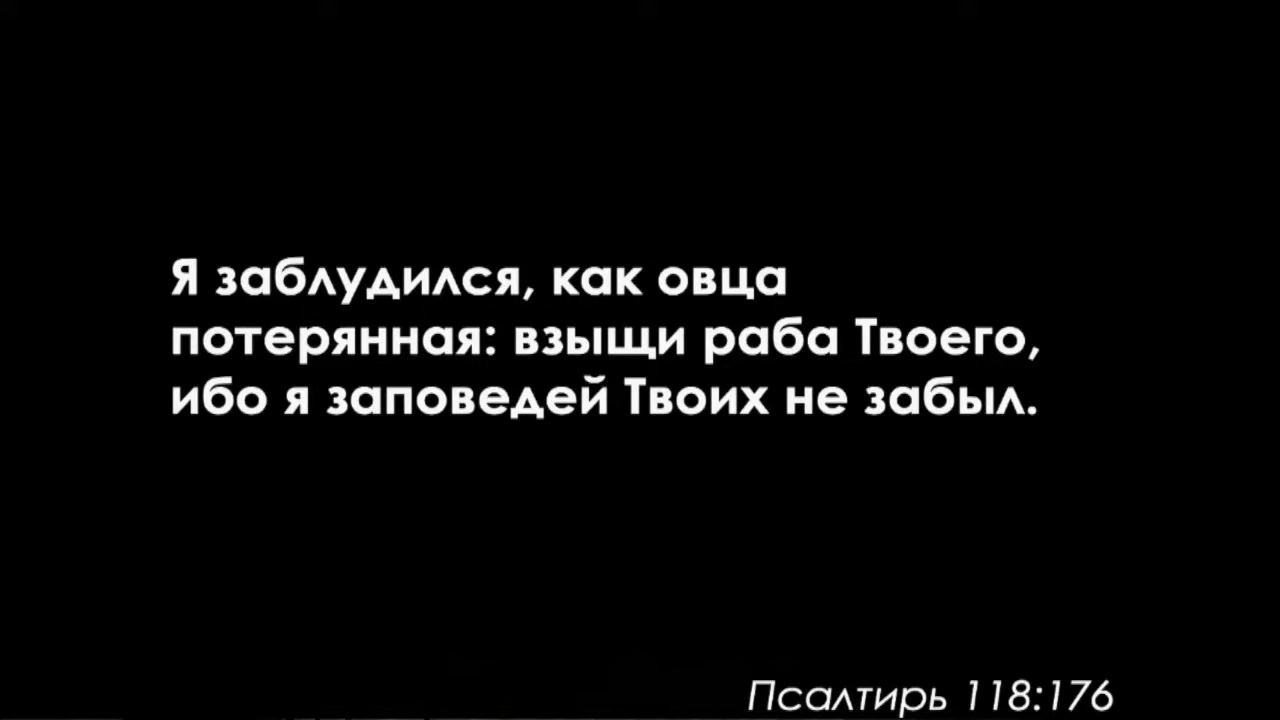 Я заблудился, как овца
потерянная: взыщи раба Твоего,
ибо я заповедей Твоих не забыл.
Псалтирь 118:176